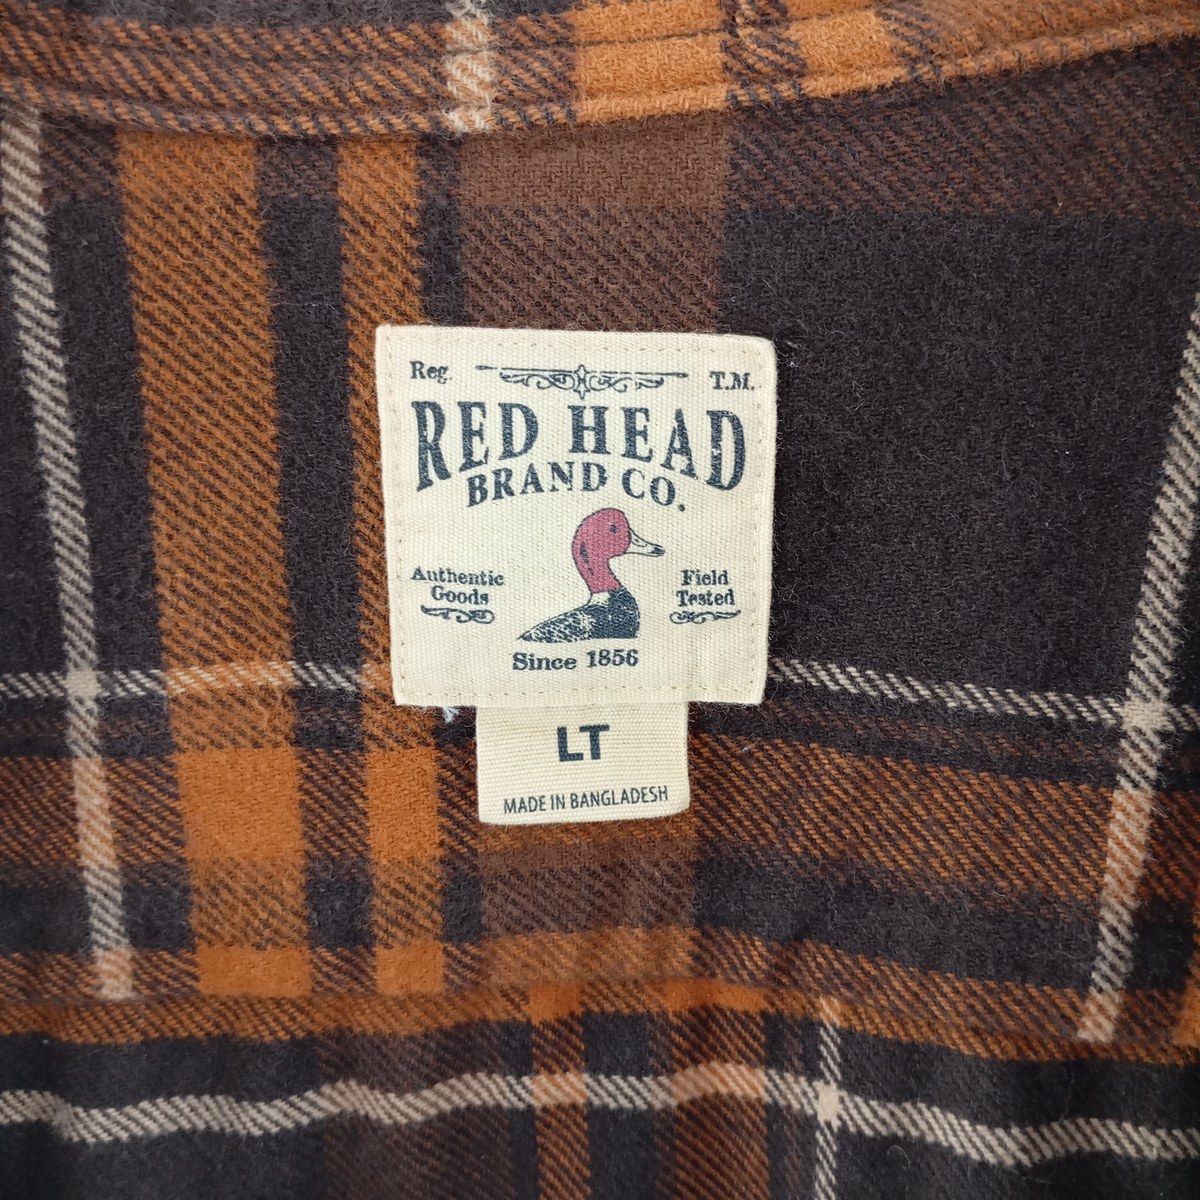 Reg. T.M.
RED HEAD
BRAND CO.
Authentic
Goods
Field
Tested
Since 1856
LT
MADE IN BANGLADESH